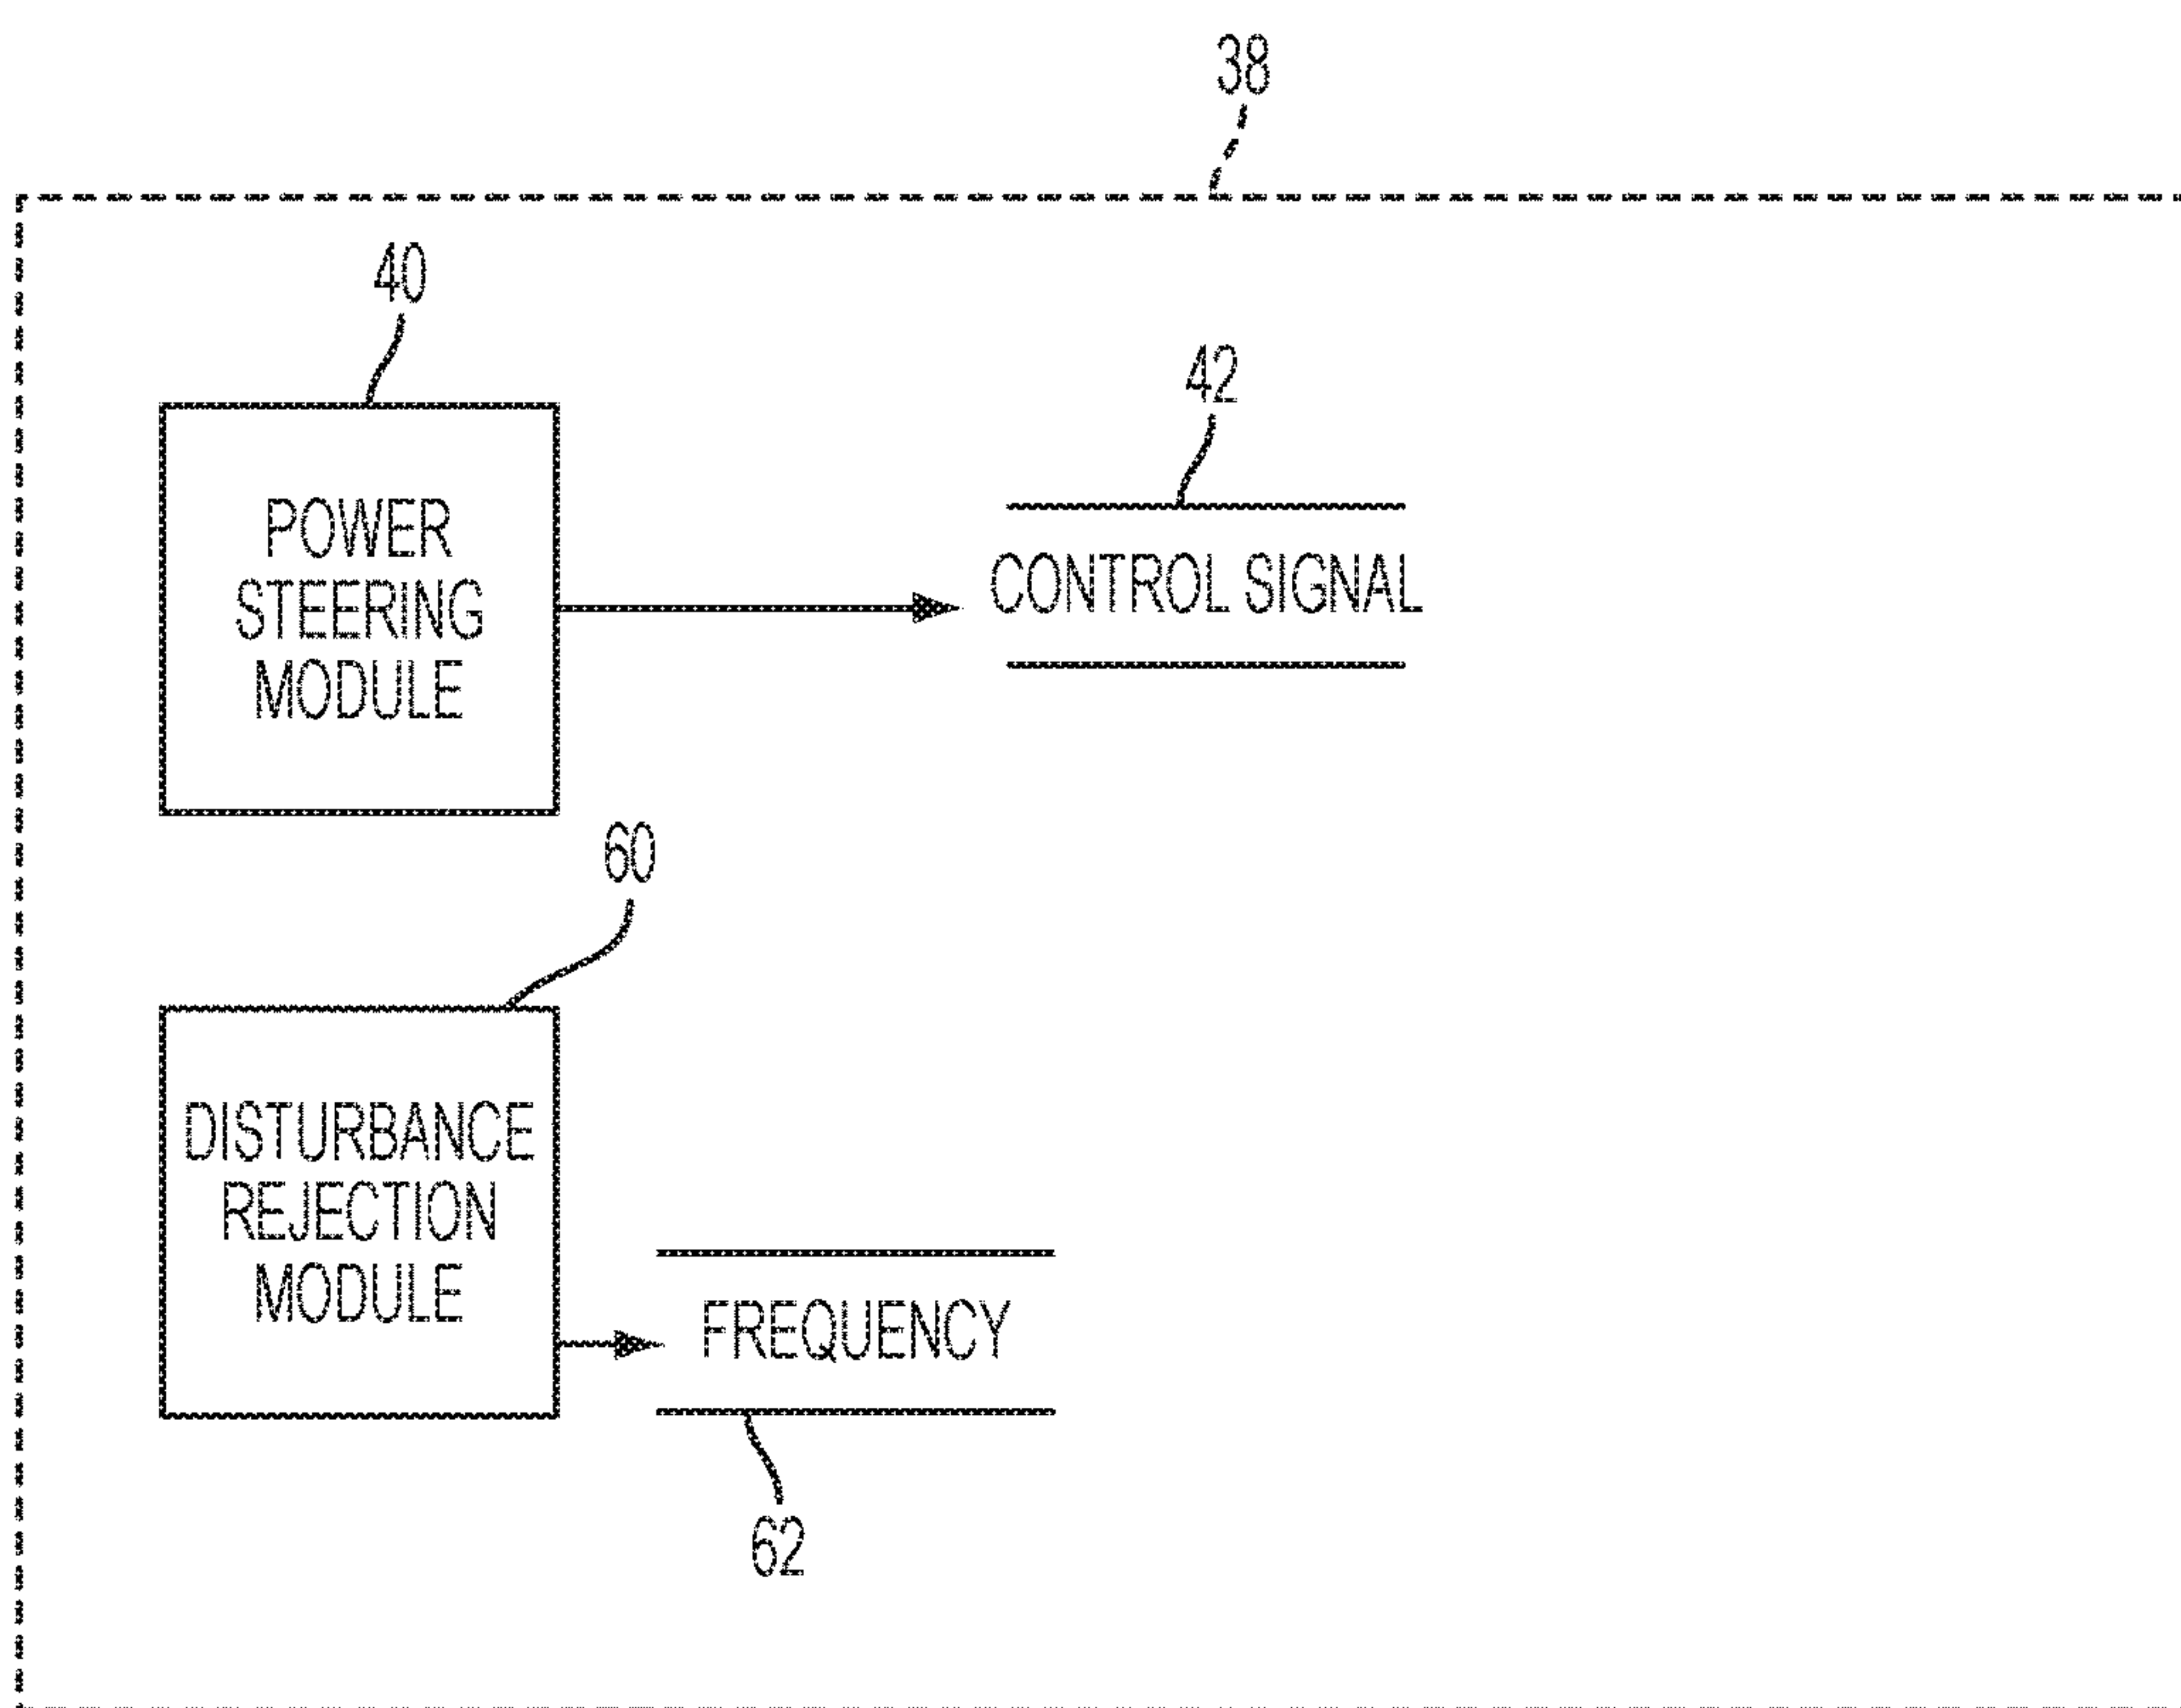 38
40
POWER
STEERING
MODULE
42
CONTROL SIGNAL
60
DISTURBANCE
REJECTION
MODULE
FREQUENCY
62